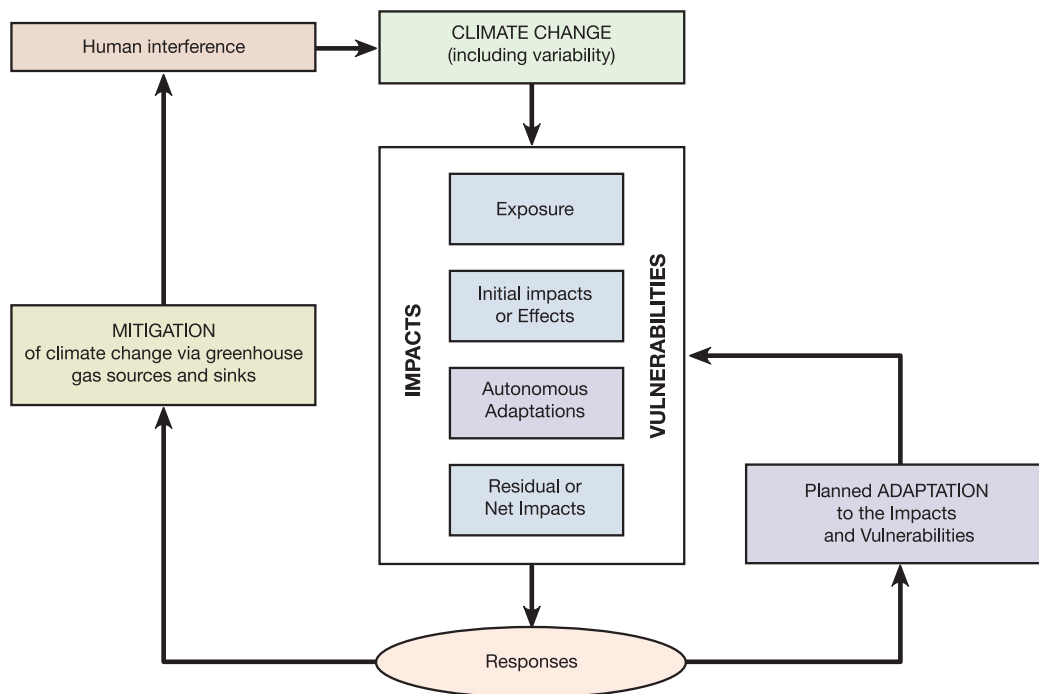 Human interference
CLIMATE CHANGE
(including variability)
IMPACTS
Exposure
Initial impacts
or Effects
Autonomous
Adaptations
Residual or
Net Impacts
VULNERABILITIES
MITIGATION
of climate change via greenhouse
gas sources and sinks
Planned ADAPTATION
to the Impacts
and Vulnerabilities
Responses